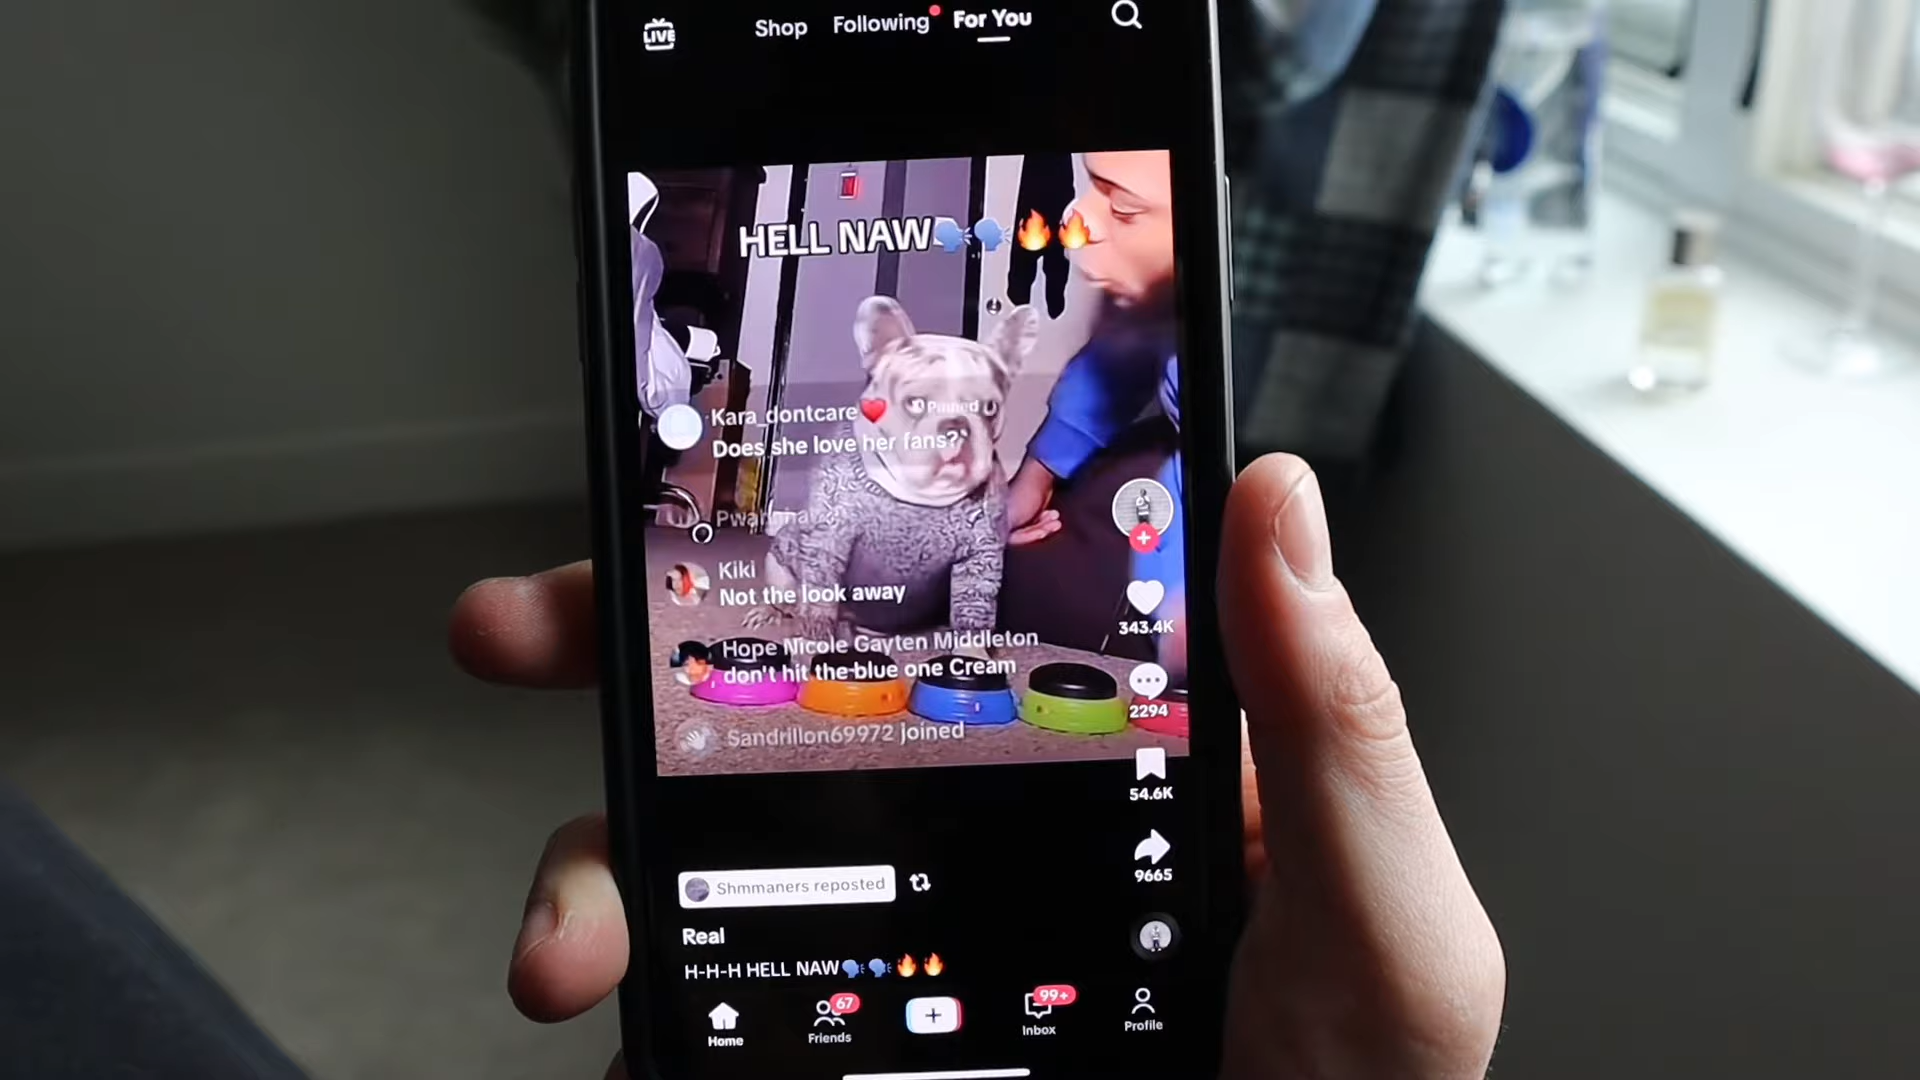 LIVE
Shop
Following
For You
HELL NAW🗣️🗣️🔥🔥
Kara_dontcare❤️ Pinned
Does she love her fans?
Kiki
Not the look away
Hope Nicole Gayten Middleton
don't hit the blue one Cream
Sandrillon69972 joined
343.4K
2294
54.6K
9665
Shmmaners reposted
Real
H-H-H HELL NAW🗣️🗣️🔥🔥
67
99+
Home
Friends
Inbox
Profile